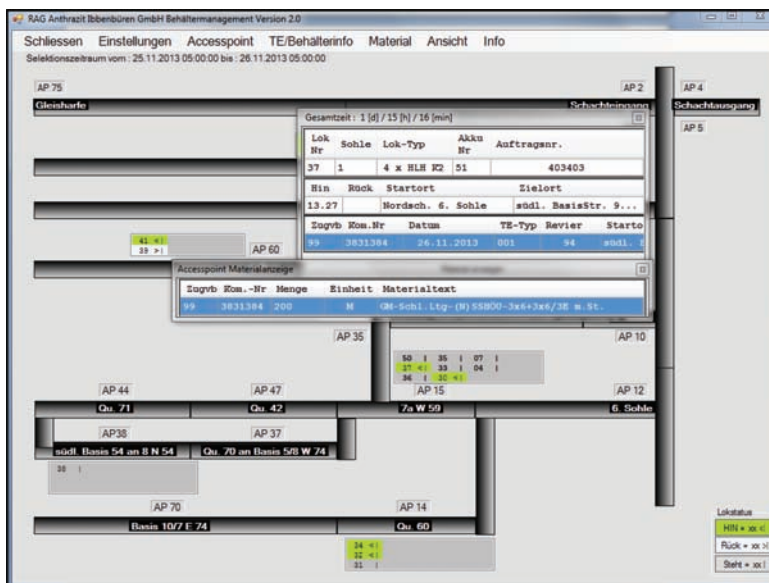 RAG Anthrazit Ibbenbüren GmbH Behältermanagement Version 2.0
Schliessen Einstellungen Accesspoint TE/Behälterinfo Material Ansicht Info
Selektionszeitraum vom : 25.11.2013 05:00:00 bis : 26.11.2013 05:00:00
AP 75 AP 2 AP 4
Gleisharfe Schachteingang Schachtausgang
AP 5
Gesamtzeit : 1 [d] / 15 [h] / 16 [min]
Lok Nr Sohle Lok-Typ Akku Nr Auftragsnr.
37 1 4 x HLH K2 51 403403
Hin Rück Startort Zielort
13.27 Nordsch. 6. Sohle südl. BasisStr. 9...
Zugvb Kom.Nr Datum TE-Typ Revier Starto
99 3831384 26.11.2013 001 94 südl.
41 <|
39 >|
AP 60
Accesspoint Materialanzeige
Zugvb Kom.-Nr Menge Einheit Materialtext
99 3831384 200 M GM-Schl.Ltg-(N)SSHÖO-3x6+3x6/3E m.St.
AP 35 AP 10
50 | 35 | 07 |
37 <| 33 | 04 |
36 | 30 <|
AP 44 AP 47 AP 15 AP 12
Qu. 71 Qu. 42 7a W 59 6. Sohle
AP38 AP 37
südl. Basis 54 an 8 N 54 Qu. 70 an Basis 5/8 W 74
38 |
AP 70 AP 14
Basis 10/7 E 74 Qu. 60
34 <|
32 <|
31 |
Lokstatus
HIN = xx <|
Rück = xx >|
Steht = xx |